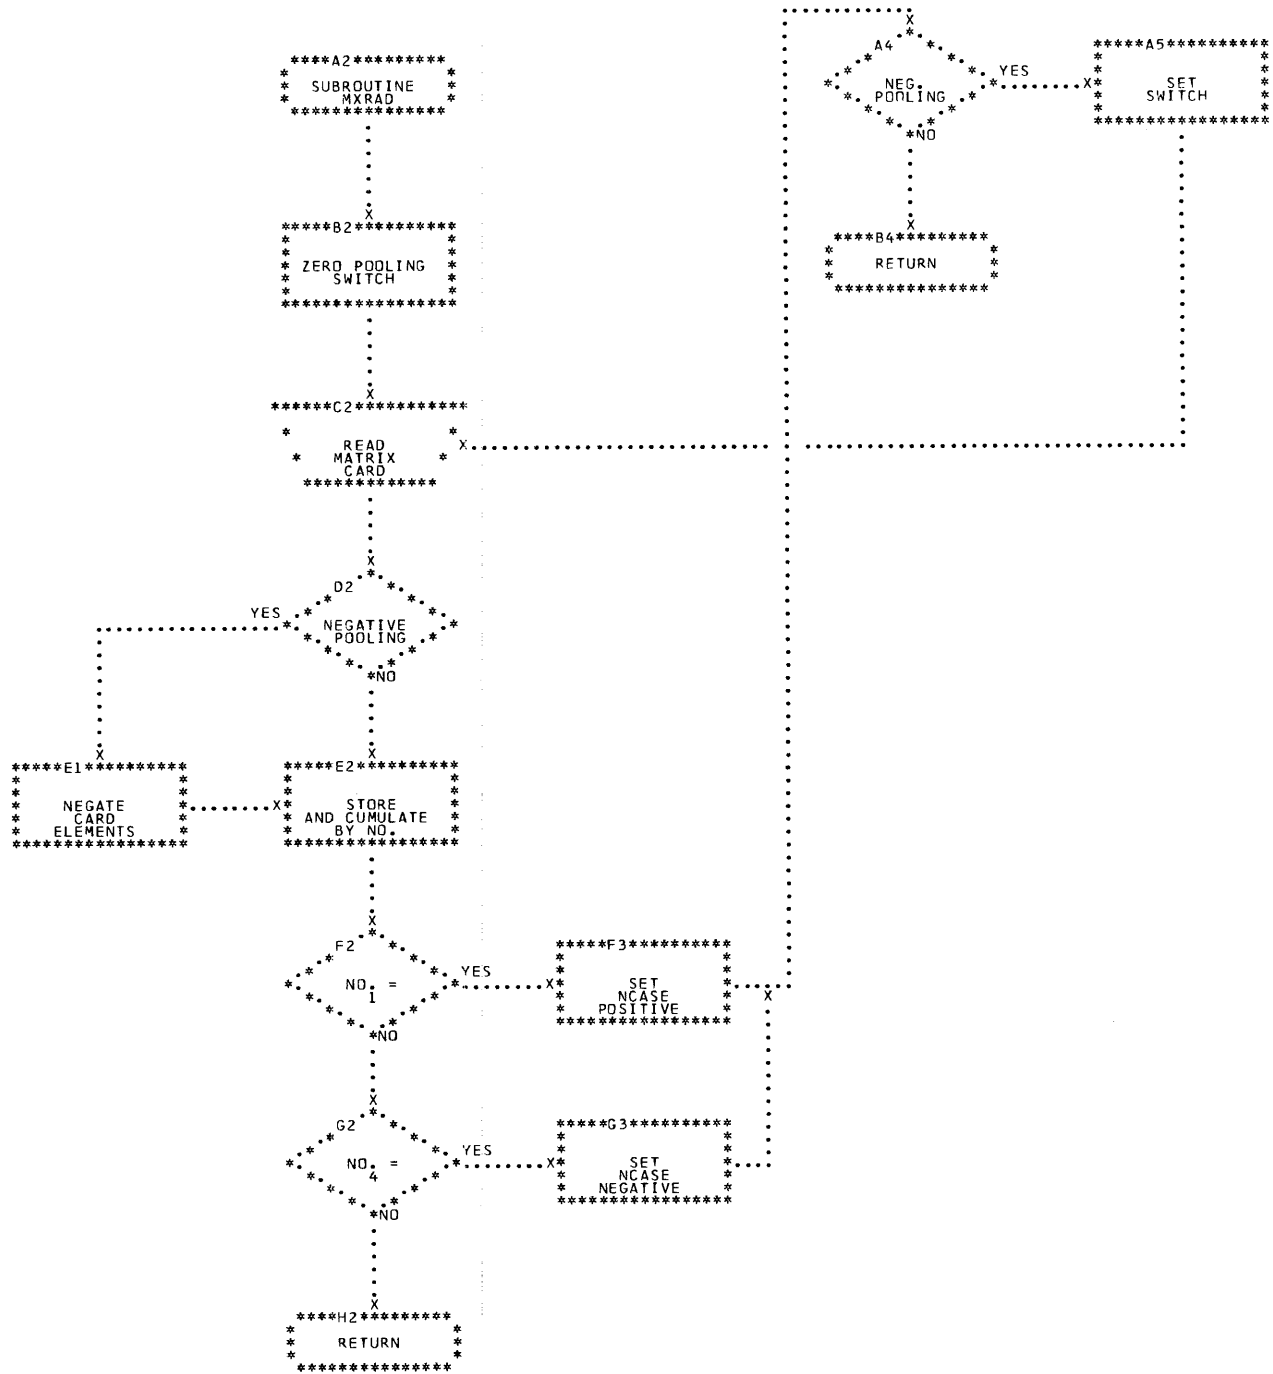 A2
SUBROUTINE
MXRAD
B2
ZERO POOLING
SWITCH
C2
READ
MATRIX
CARD
D2
NEGATIVE
POOLING
YES
NO
E1
NEGATE
CARD
ELEMENTS
E2
STORE
AND CUMULATE
BY NO.
F2
NO. =
1
YES
NO
F3
SET
NCASE
POSITIVE
G2
NO. =
4
YES
NO
G3
SET
NCASE
NEGATIVE
H2
RETURN
A4
NEG.
POOLING
YES
NO
A5
SET
SWITCH
B4
RETURN